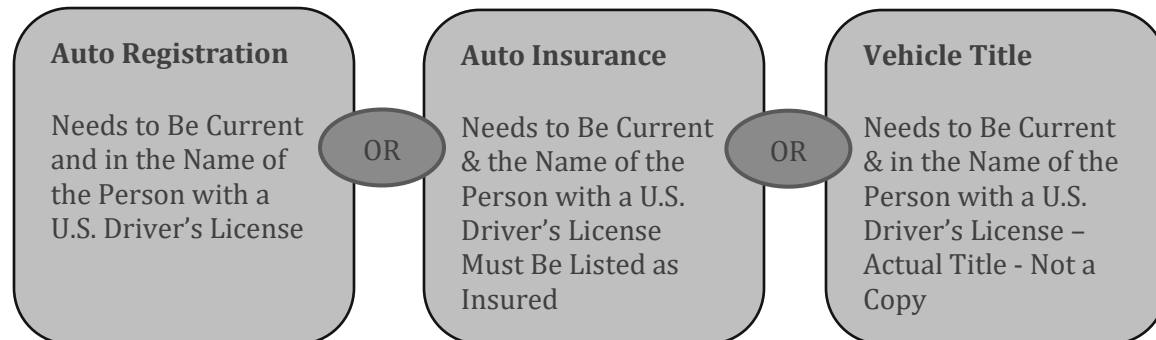 Auto Registration
Needs to Be Current
and in the Name of
the Person with a
U.S. Driver’s License
OR
Auto Insurance
Needs to Be Current
& the Name of the
Person with a U.S.
Driver’s License
Must Be Listed as
Insured
OR
Vehicle Title
Needs to Be Current
& in the Name of the
Person with a U.S.
Driver’s License –
Actual Title - Not a
Copy